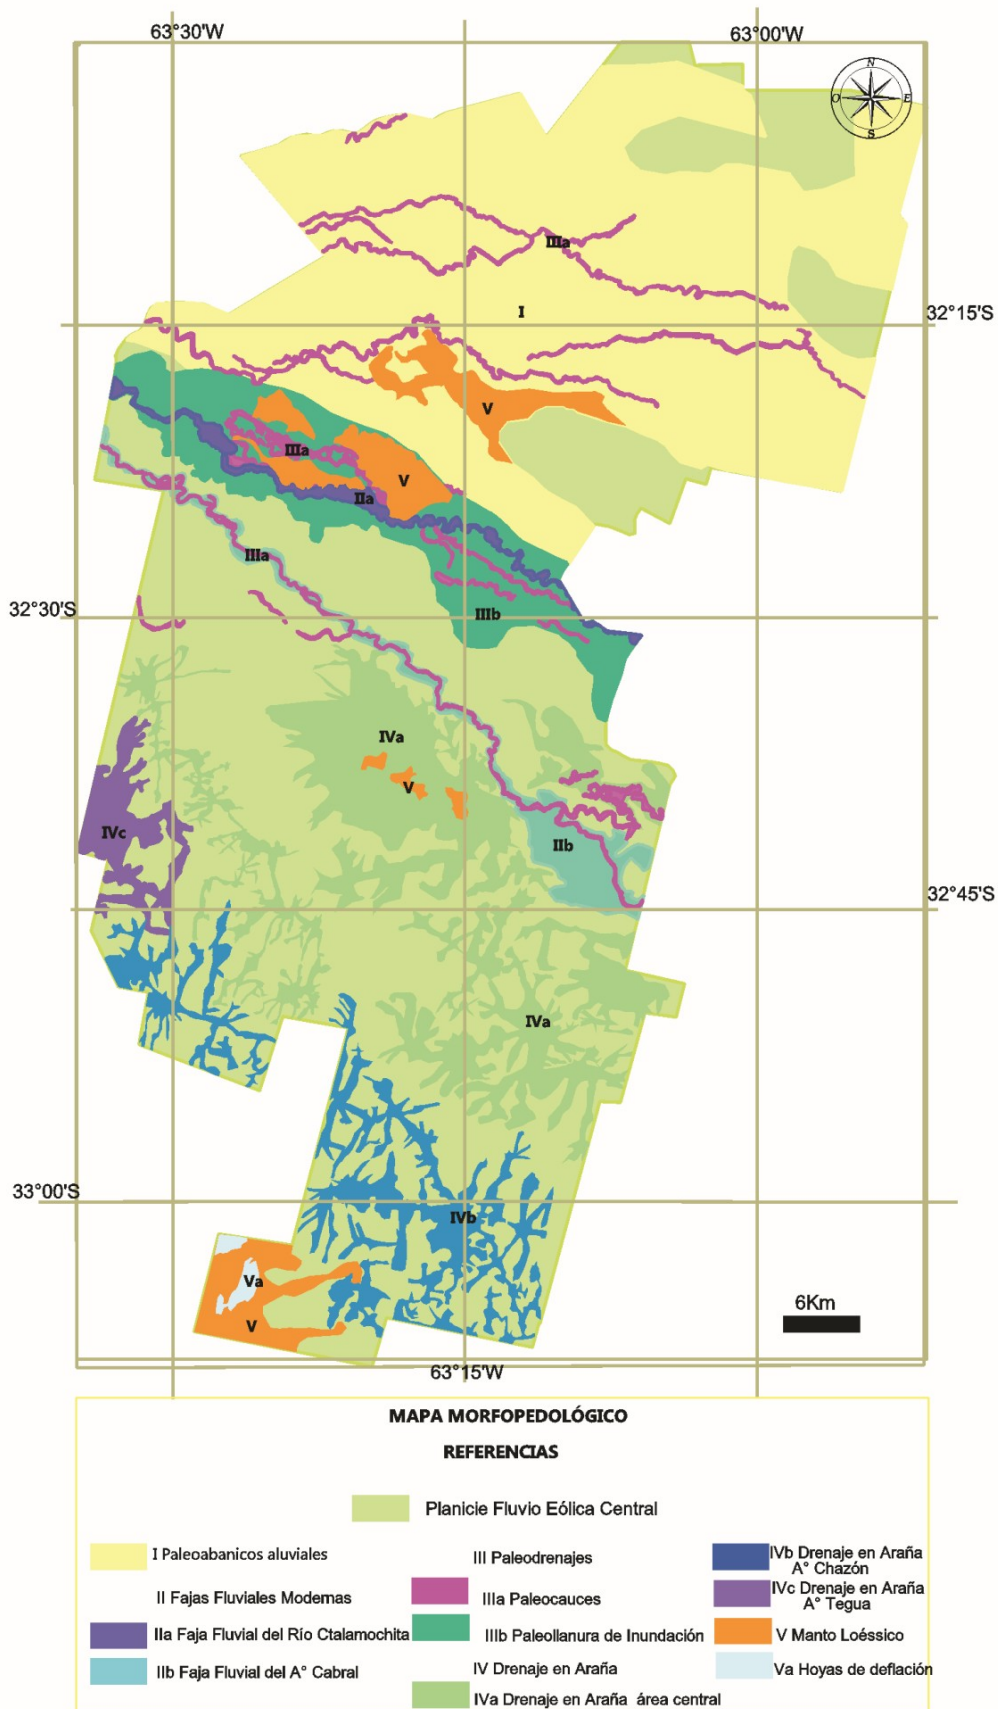 63°30'W
63°00'W
N
O
E
S
IIIa
I
32°15'S
V
IIIa
V
IIa
IIIa
32°30'S
IIIb
IVa
V
IVc
IIb
32°45'S
IVa
33°00'S
IVb
Va
V
6Km
63°15'W
MAPA MORFOPEDOLÓGICO
REFERENCIAS
Planicie Fluvio Eólica Central
I Paleoabanicos aluviales
II Fajas Fluviales Modernas
IIa Faja Fluvial del Río Ctalamochita
IIb Faja Fluvial del A° Cabral
III Paleodrenajes
IIIa Paleocauces
IIIb Paleollanura de Inundación
IV Drenaje en Araña
IVa Drenaje en Araña área central
IVb Drenaje en Araña
A° Chazón
IVc Drenaje en Araña
A° Tegua
V Manto Loéssico
Va Hoyas de deflación